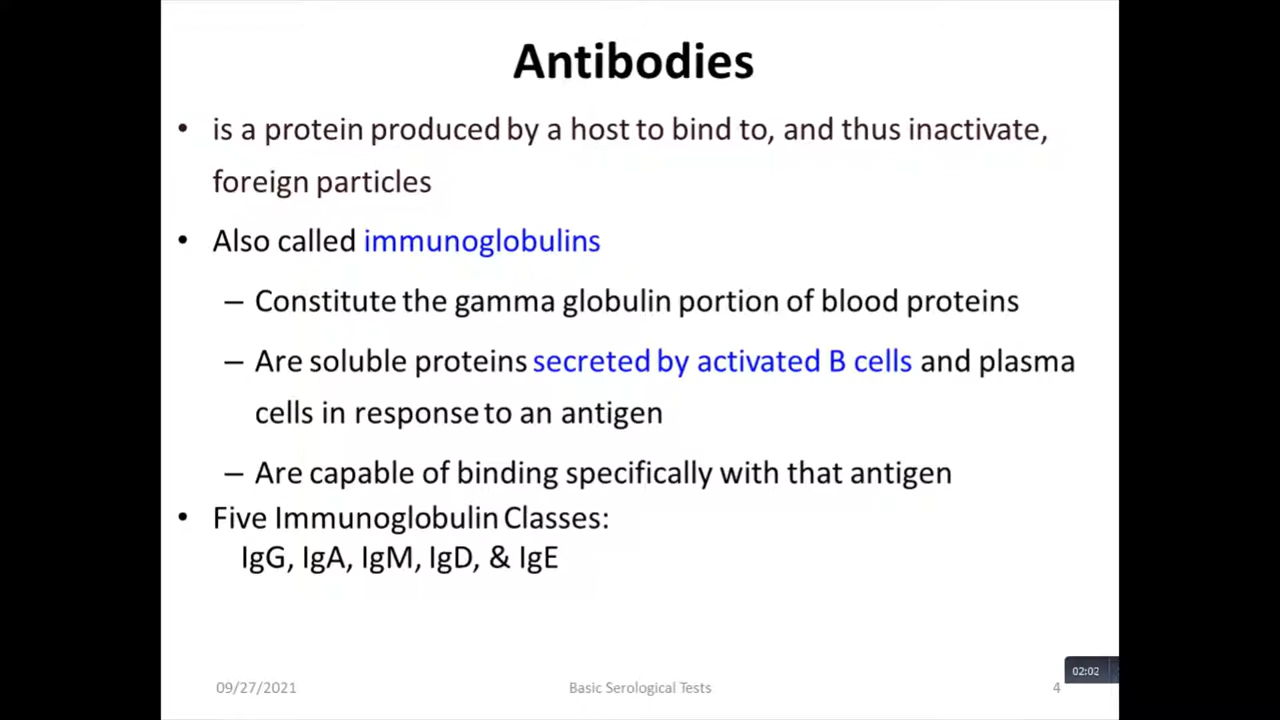 Antibodies
• is a protein produced by a host to bind to, and thus inactivate,
foreign particles
• Also called immunoglobulins
– Constitute the gamma globulin portion of blood proteins
– Are soluble proteins secreted by activated B cells and plasma
cells in response to an antigen
– Are capable of binding specifically with that antigen
• Five Immunoglobulin Classes:
IgG, IgA, IgM, IgD, & IgE
02:02
09/27/2021 Basic Serological Tests 4